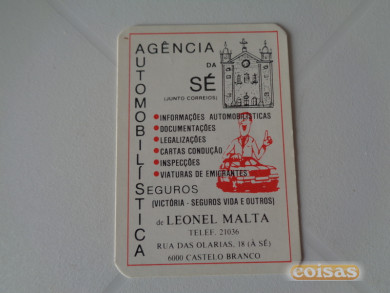 AGÊNCIA
AUTOMOBILÍSTICA
DA
SÉ
(JUNTO CORREIOS)
INFORMAÇÕES AUTOMOBILÍSTICAS
DOCUMENTAÇÕES
LEGALIZAÇÕES
CARTAS CONDUÇÃO
INSPECÇÕES
VIATURAS DE EMIGRANTES
SEGUROS
(VICTÓRIA - SEGUROS VIDA E OUTROS)
de LEONEL MALTA
TELEF. 21036
RUA DAS OLARIAS, 18 (À SÉ)
6000 CASTELO BRANCO
coisas